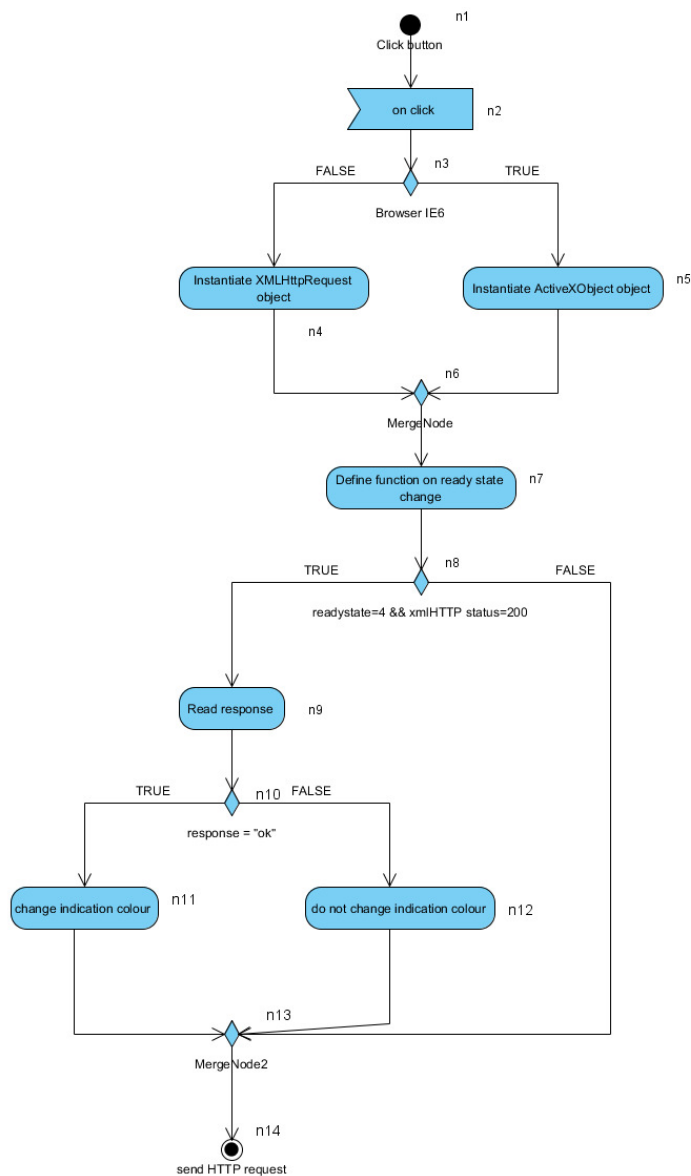 n1
Click button
on click
n2
n3
FALSE
TRUE
Browser IE6
Instantiate XMLHttpRequest
object
Instantiate ActiveXObject object
n5
n4
n6
MergeNode
Define function on ready state
change
n7
n8
TRUE
FALSE
readystate=4 && xmlHTTP status=200
Read response
n9
TRUE
n10
FALSE
response = "ok"
change indication colour
n11
do not change indication colour
n12
n13
MergeNode2
n14
send HTTP request